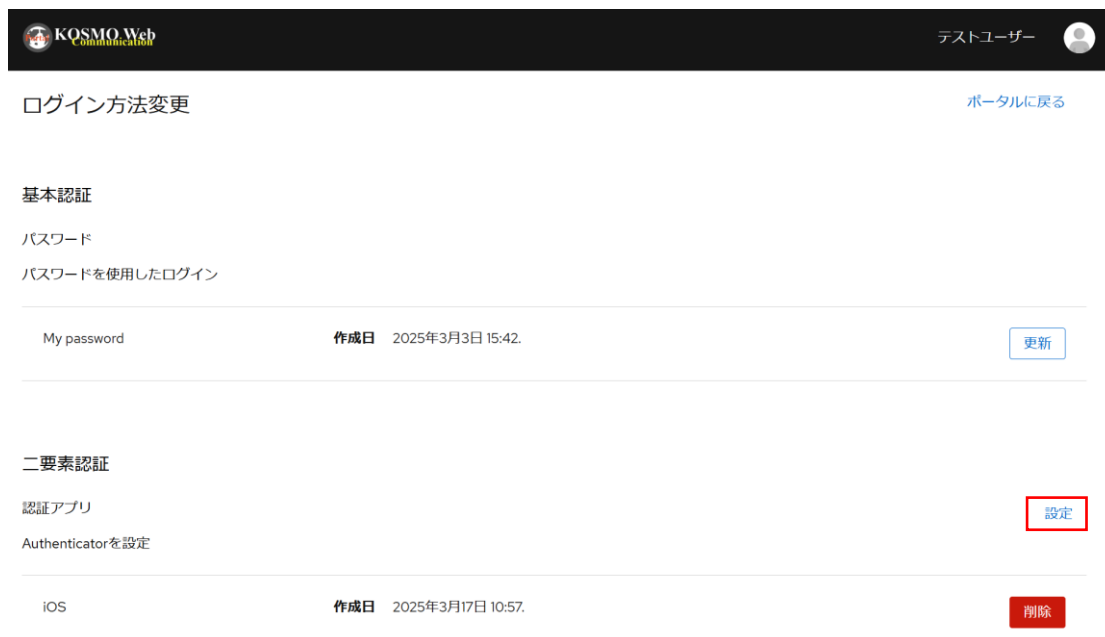 Portal KOSMO Web
Communication
テストユーザー
ログイン方法変更
ポータルに戻る
基本認証
パスワード
パスワードを使用したログイン
My password 作成日 2025年3月3日 15:42. 更新
二要素認証
認証アプリ
設定
Authenticatorを設定
iOS 作成日 2025年3月17日 10:57. 削除